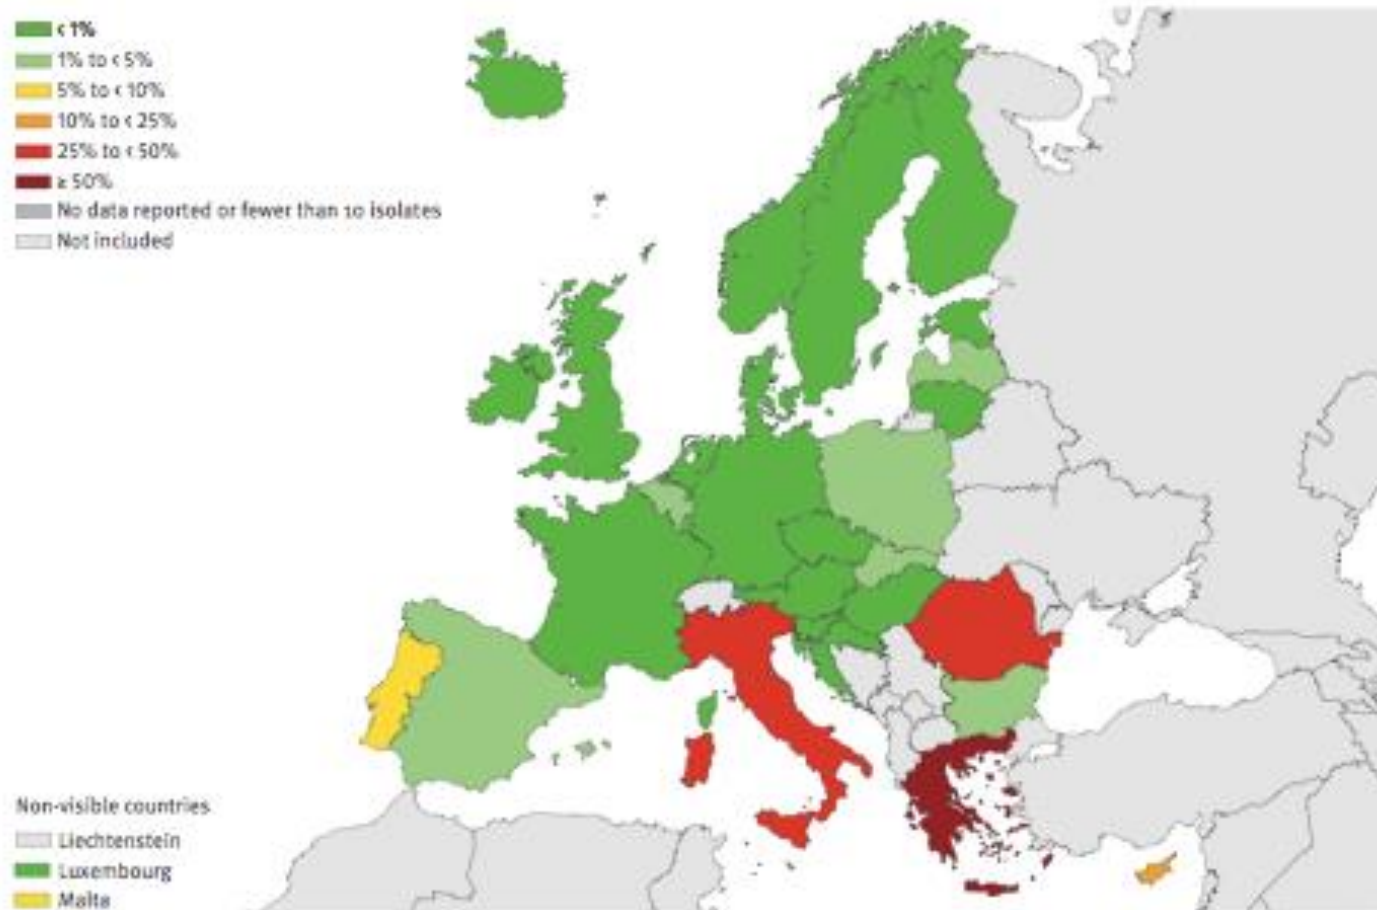 < 1%
1% to < 5%
5% to < 10%
10% to < 25%
25% to < 50%
≥ 50%
No data reported or fewer than 10 isolates
Not included
Non-visible countries
Liechtenstein
Luxembourg
Malta